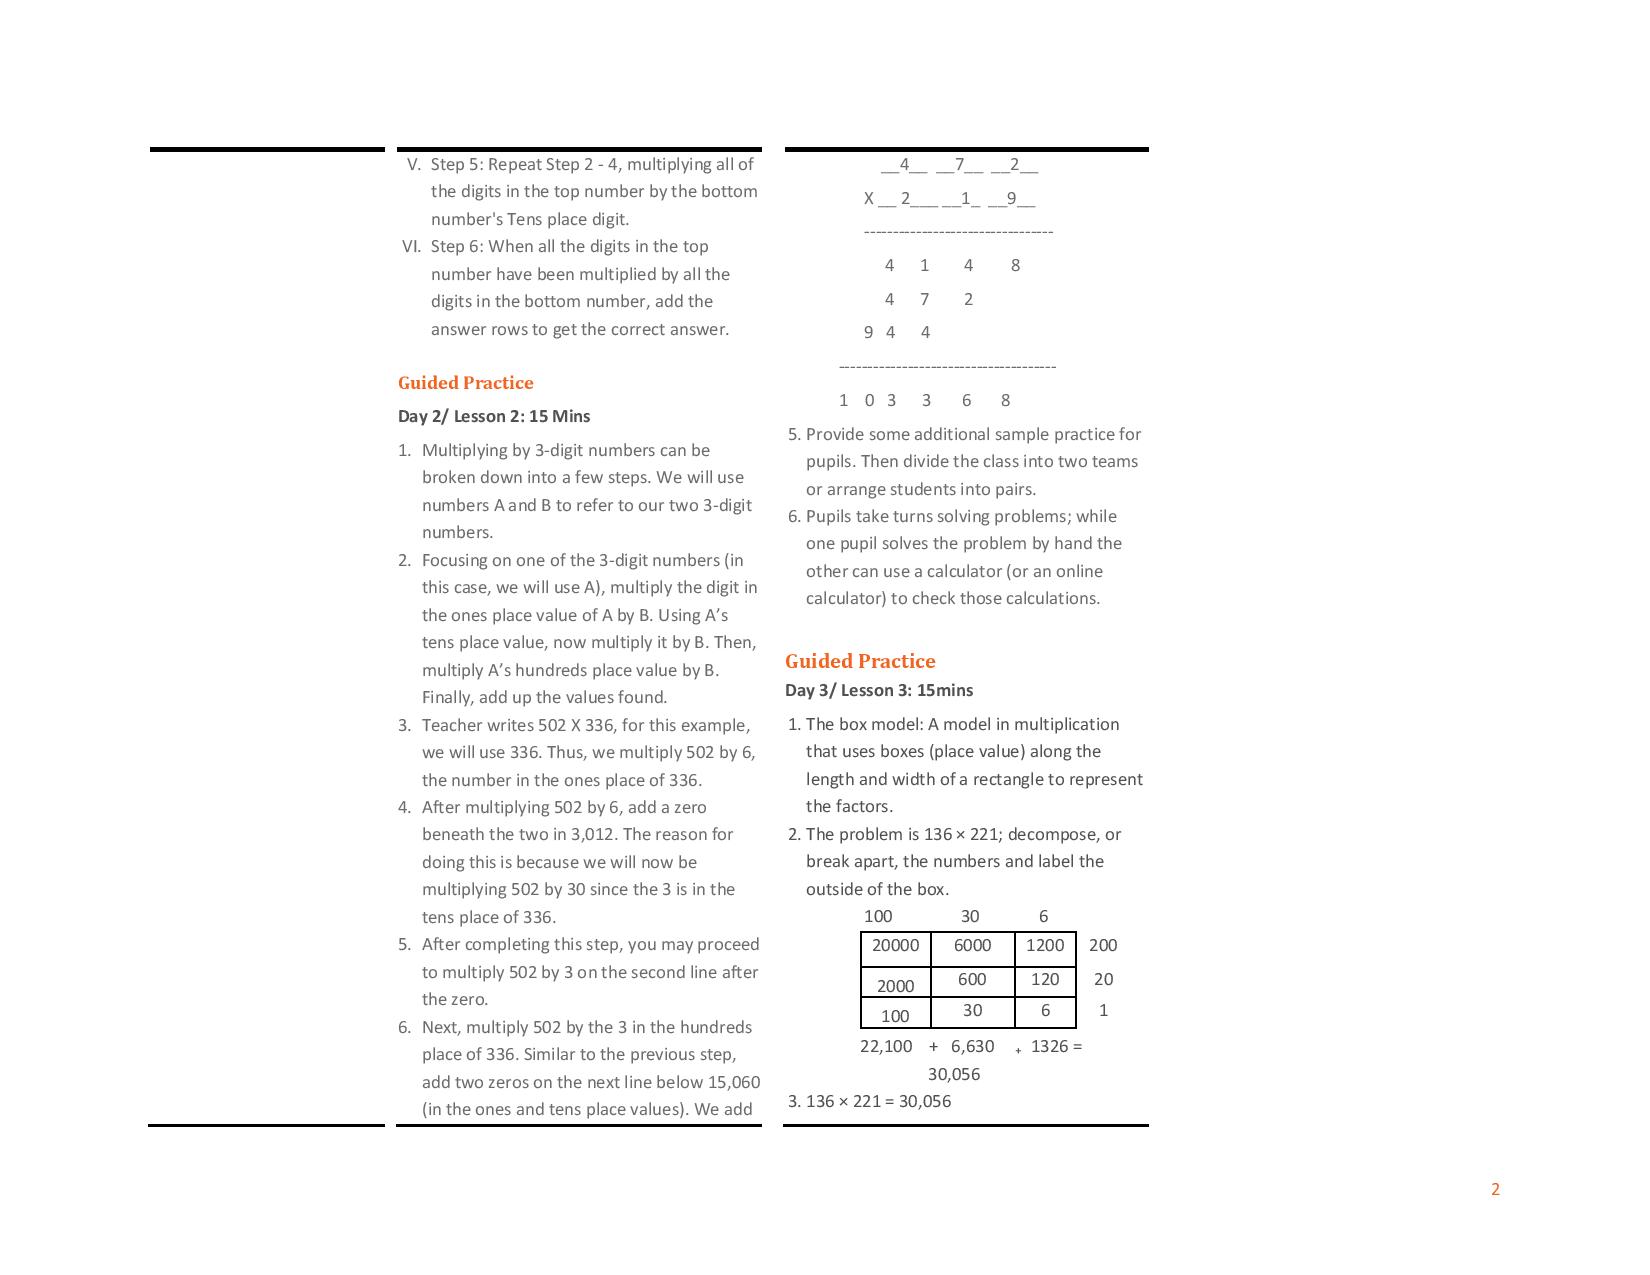 V. Step 5: Repeat Step 2 - 4, multiplying all of
the digits in the top number by the bottom
number's Tens place digit.
VI. Step 6: When all the digits in the top
number have been multiplied by all the
digits in the bottom number, add the
answer rows to get the correct answer.
Guided Practice
Day 2/ Lesson 2: 15 Mins
1. Multiplying by 3-digit numbers can be
broken down into a few steps. We will use
numbers A and B to refer to our two 3-digit
numbers.
2. Focusing on one of the 3-digit numbers (in
this case, we will use A), multiply the digit in
the ones place value of A by B. Using A’s
tens place value, now multiply it by B. Then,
multiply A’s hundreds place value by B.
Finally, add up the values found.
3. Teacher writes 502 X 336, for this example,
we will use 336. Thus, we multiply 502 by 6,
the number in the ones place of 336.
4. After multiplying 502 by 6, add a zero
beneath the two in 3,012. The reason for
doing this is because we will now be
multiplying 502 by 30 since the 3 is in the
tens place of 336.
5. After completing this step, you may proceed
to multiply 502 by 3 on the second line after
the zero.
6. Next, multiply 502 by the 3 in the hundreds
place of 336. Similar to the previous step,
add two zeros on the next line below 15,060
(in the ones and tens place values). We add
__4__ __7__ __2__
X __ 2___ __1_ __9__
---------------------------------
4 1 4 8
4 7 2
9 4 4
--------------------------------------
1 0 3 3 6 8
5. Provide some additional sample practice for
pupils. Then divide the class into two teams
or arrange students into pairs.
6. Pupils take turns solving problems; while
one pupil solves the problem by hand the
other can use a calculator (or an online
calculator) to check those calculations.
Guided Practice
Day 3/ Lesson 3: 15mins
1. The box model: A model in multiplication
that uses boxes (place value) along the
length and width of a rectangle to represent
the factors.
2. The problem is 136 × 221; decompose, or
break apart, the numbers and label the
outside of the box.
100 30 6
20000 6000 1200 200
2000 600 120 20
100 30 6 1
22,100 + 6,630 + 1326 =
30,056
3. 136 × 221 = 30,056
2